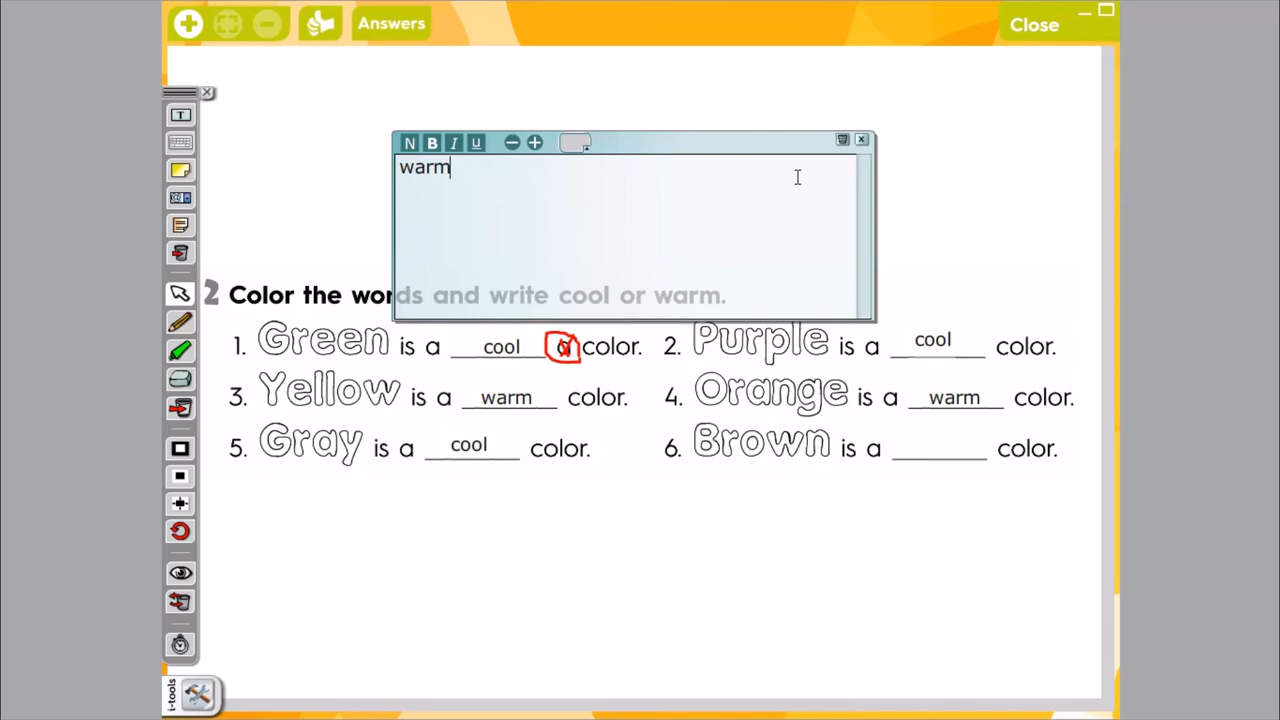 Answers
Close
T
N B I U
warm
2 Color the words and write cool or warm.
1. Green is a cool a color. 2. Purple is a cool color.
3. Yellow is a warm color. 4. Orange is a warm color.
5. Gray is a cool color. 6. Brown is a ________ color.
i-tools